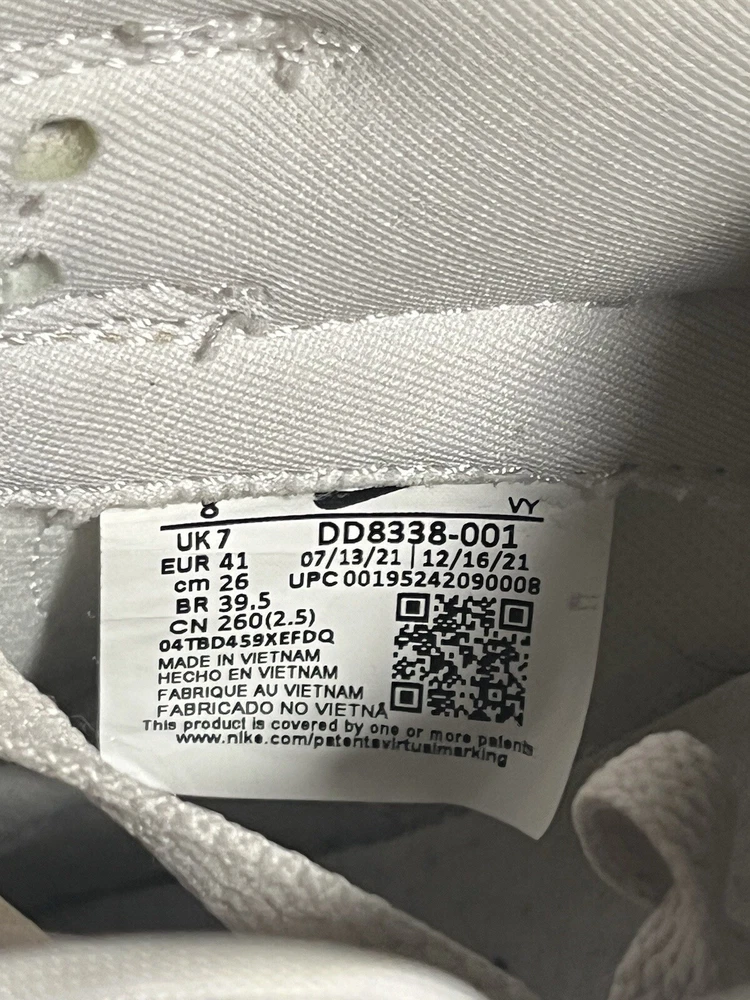 8 VY
UK 7 DD8338-001
EUR 41 07/13/21 | 12/16/21
cm 26 UPC 00195242090008
BR 39.5
CN 260(2.5)
04TBD459XEFDQ
MADE IN VIETNAM
HECHO EN VIETNAM
FABRIQUE AU VIETNAM
FABRICADO NO VIETNÃ
This product is covered by one or more patents
www.nike.com/patentsvirtualmarking